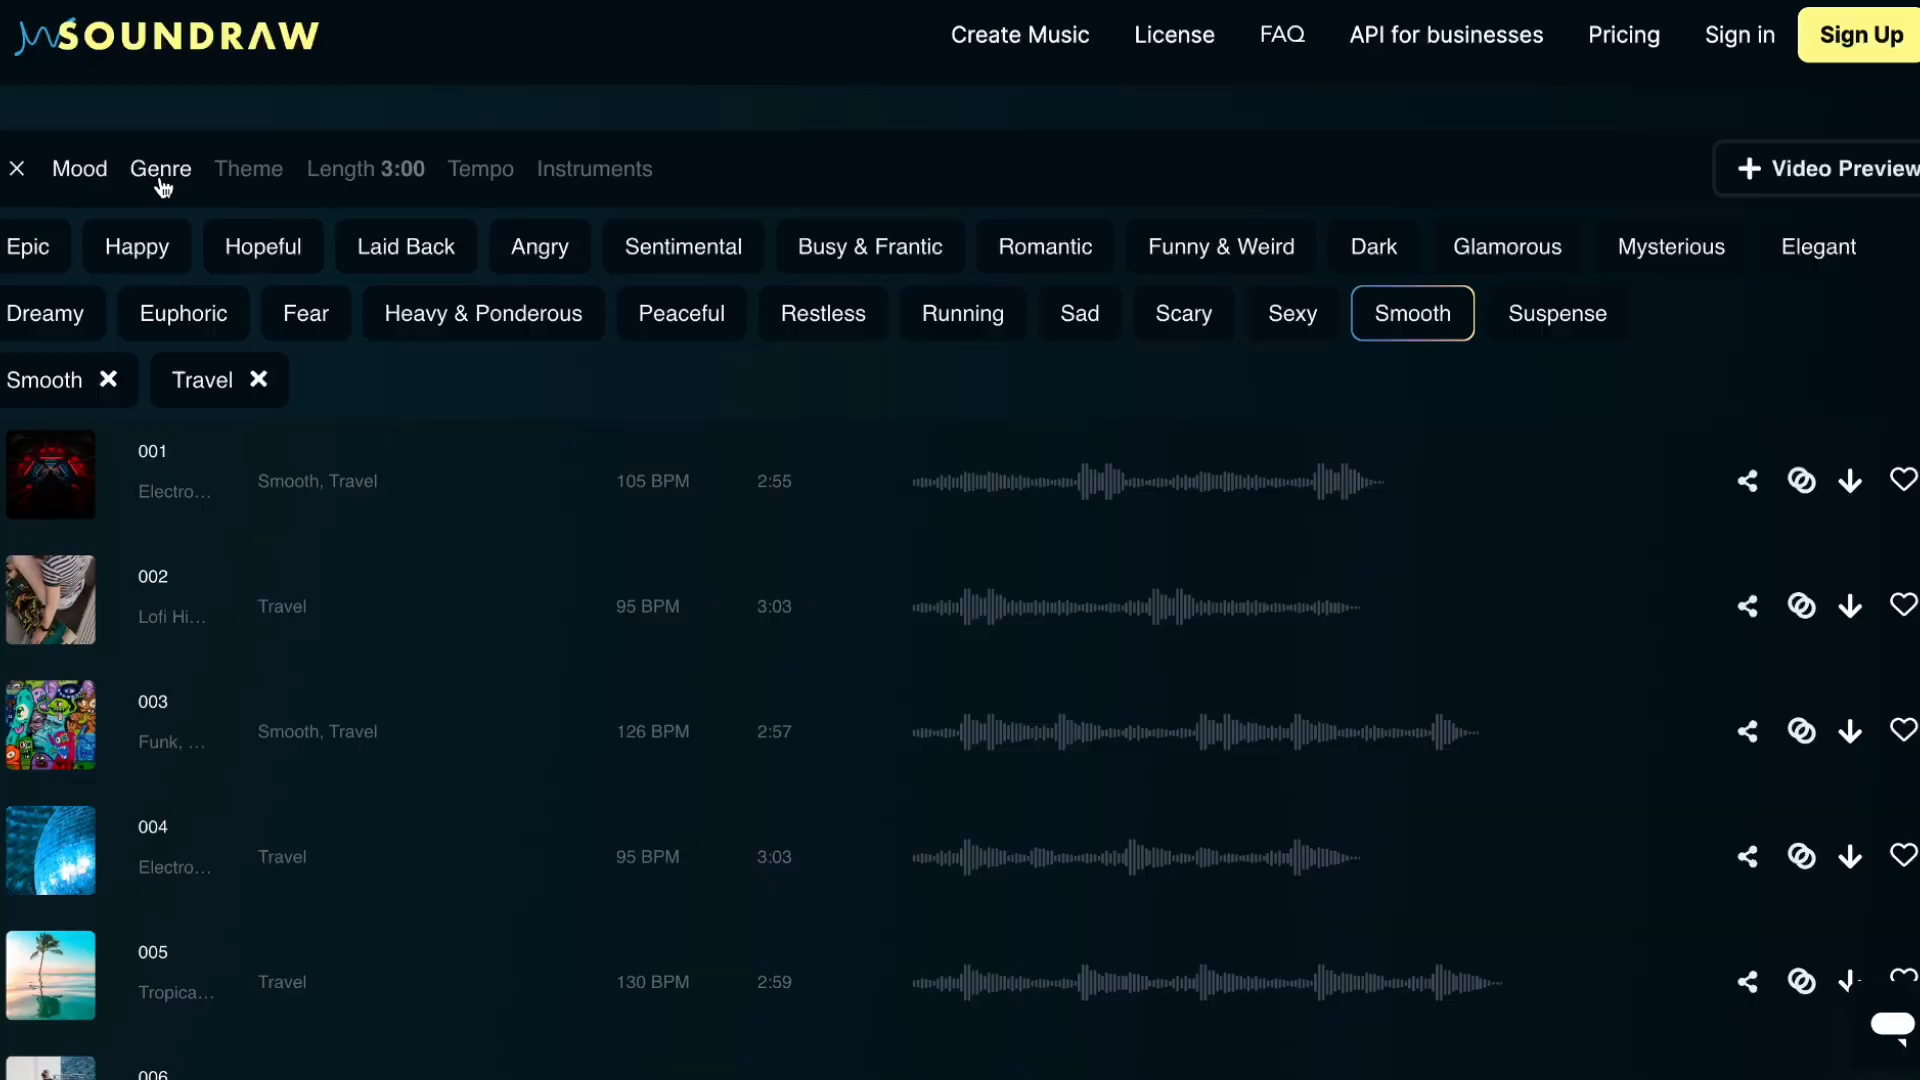 SOUNDRAW
Create Music License FAQ API for businesses Pricing Sign in Sign Up
Mood Genre Theme Length 3:00 Tempo Instruments
+ Video Preview
Epic Happy Hopeful Laid Back Angry Sentimental Busy & Frantic Romantic Funny & Weird Dark Glamorous Mysterious Elegant
Dreamy Euphoric Fear Heavy & Ponderous Peaceful Restless Running Sad Scary Sexy Smooth Suspense
Smooth Travel
001
Electro... Smooth, Travel 105 BPM 2:55
002
Lofi Hi... Travel 95 BPM 3:03
003
Funk, ... Smooth, Travel 126 BPM 2:57
004
Electro... Travel 95 BPM 3:03
005
Tropica... Travel 130 BPM 2:59
006